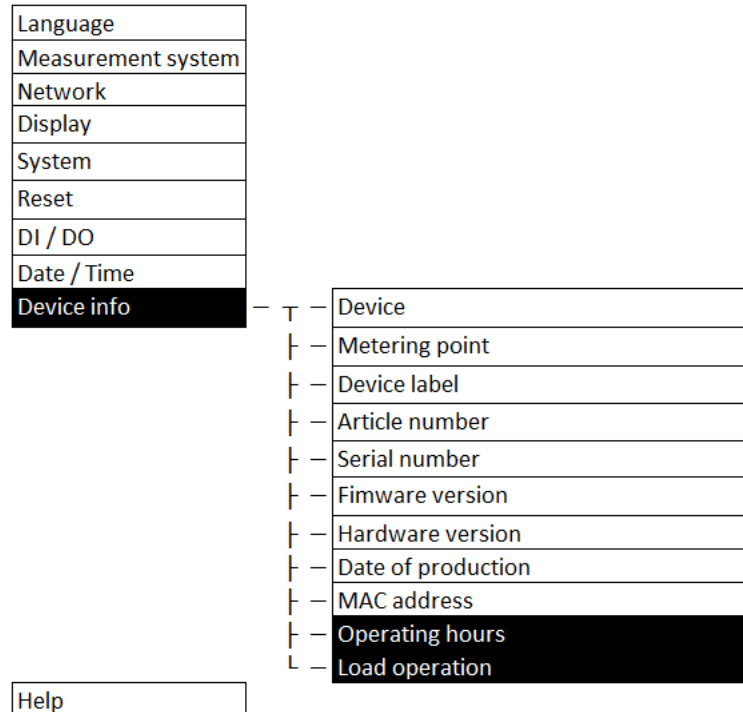 Language
Measurement system
Network
Display
System
Reset
DI / DO
Date / Time
Device info
Device
Metering point
Device label
Article number
Serial number
Fimware version
Hardware version
Date of production
MAC address
Operating hours
Load operation
Help